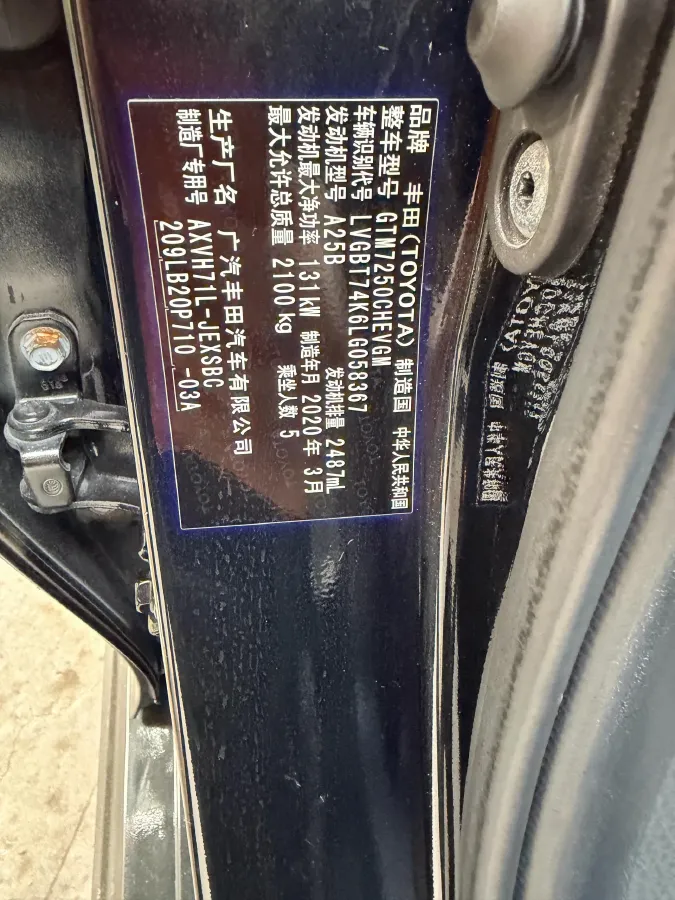 品牌 丰田(TOYOTA) 制造国 中华人民共和国
整车型号 GTM7250CHEVGM
车辆识别代号 LVGBT74K6LG058367
发动机型号 A25B 发动机排量 2487mL
发动机最大净功率 131kW 制造年月 2020年 3月
最大允许总质量 2100kg 乘坐人数 5
生产厂名 广汽丰田汽车有限公司
制造厂专用号 AXVH71L-JEXSBC
209LB20P710 -03A